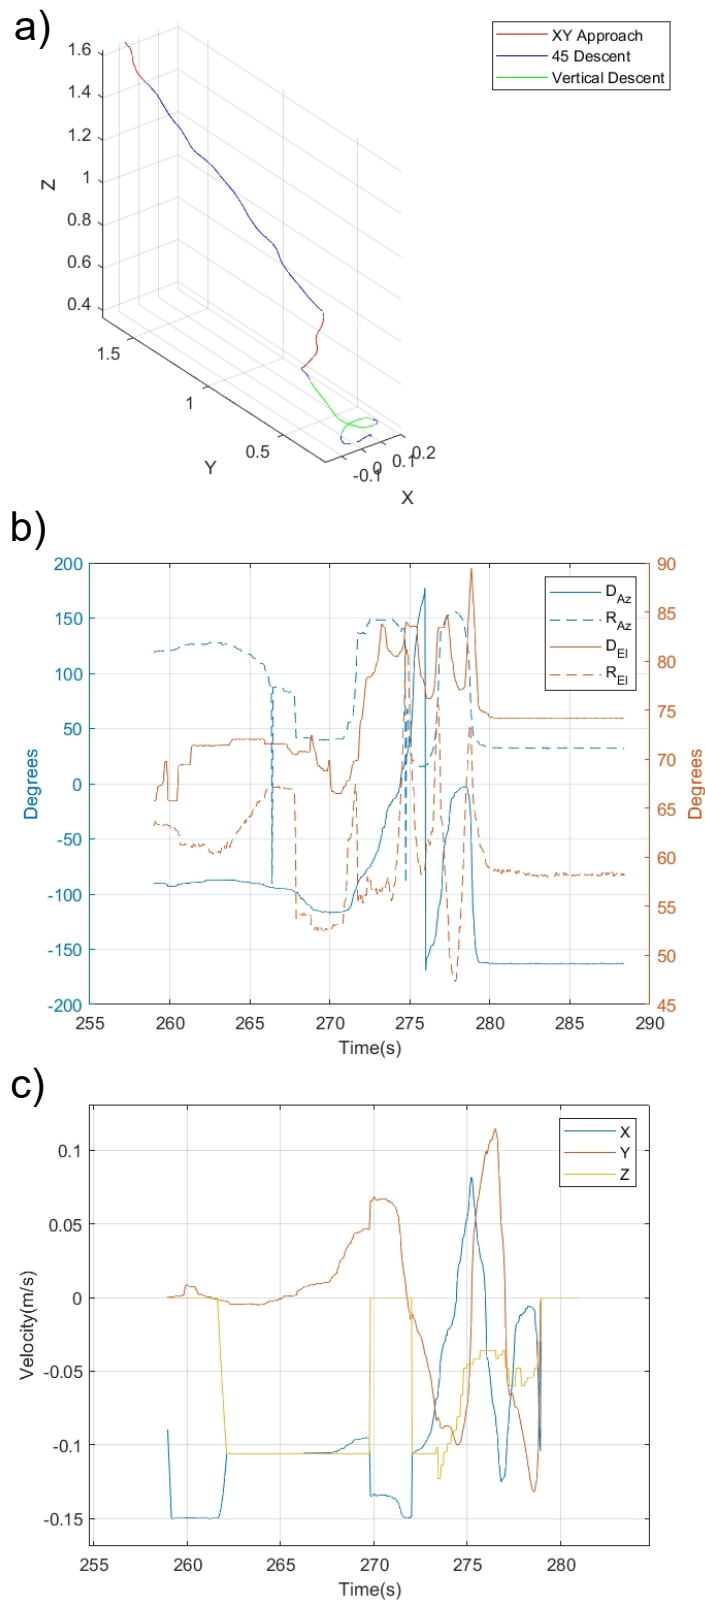 a)
XY Approach
45 Descent
Vertical Descent
1.6
1.4
1.2
1
0.8
0.6
0.4
Z
1.5
1
0.5
Y
-0.1
0
0.1
0.2
X
b)
200
150
100
50
0
-50
-100
-150
-200
Degrees
90
85
80
75
70
65
60
55
50
45
Degrees
D_Az
R_Az
D_El
R_El
255 260 265 270 275 280 285 290
Time(s)
c)
0.1
0.05
0
-0.05
-0.1
-0.15
Velocity(m/s)
X
Y
Z
255 260 265 270 275 280
Time(s)